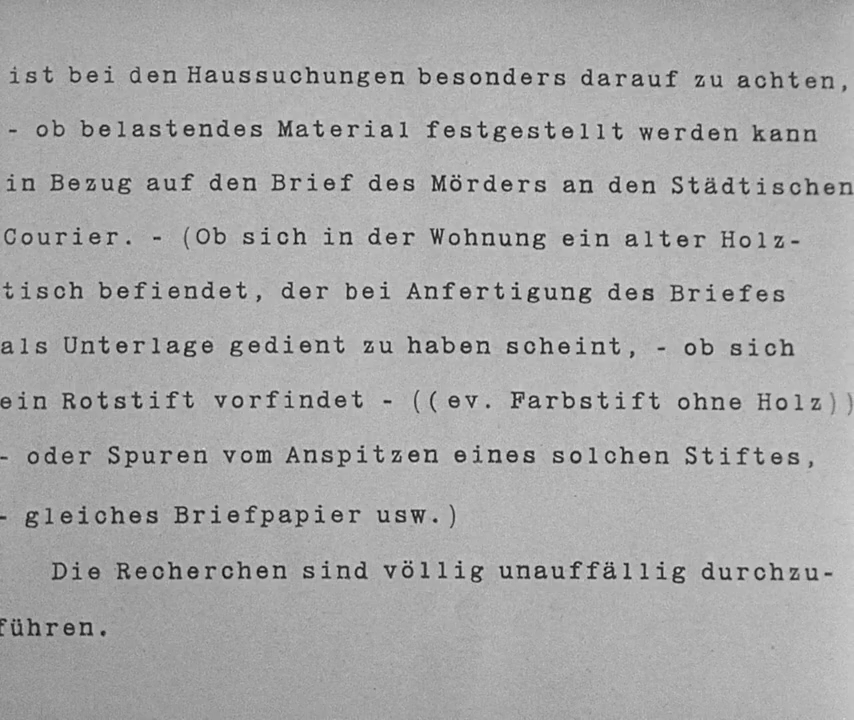 ist bei den Haussuchungen besonders darauf zu achten,
- ob belastendes Material festgestellt werden kann
in Bezug auf den Brief des Mörders an den Städtischen
Courier. - (Ob sich in der Wohnung ein alter Holz-
tisch befiendet, der bei Anfertigung des Briefes
als Unterlage gedient zu haben scheint, - ob sich
ein Rotstift vorfindet - ((ev. Farbstift ohne Holz))
- oder Spuren vom Anspitzen eines solchen Stiftes,
- gleiches Briefpapier usw.)
Die Recherchen sind völlig unauffällig durchzu-
führen.